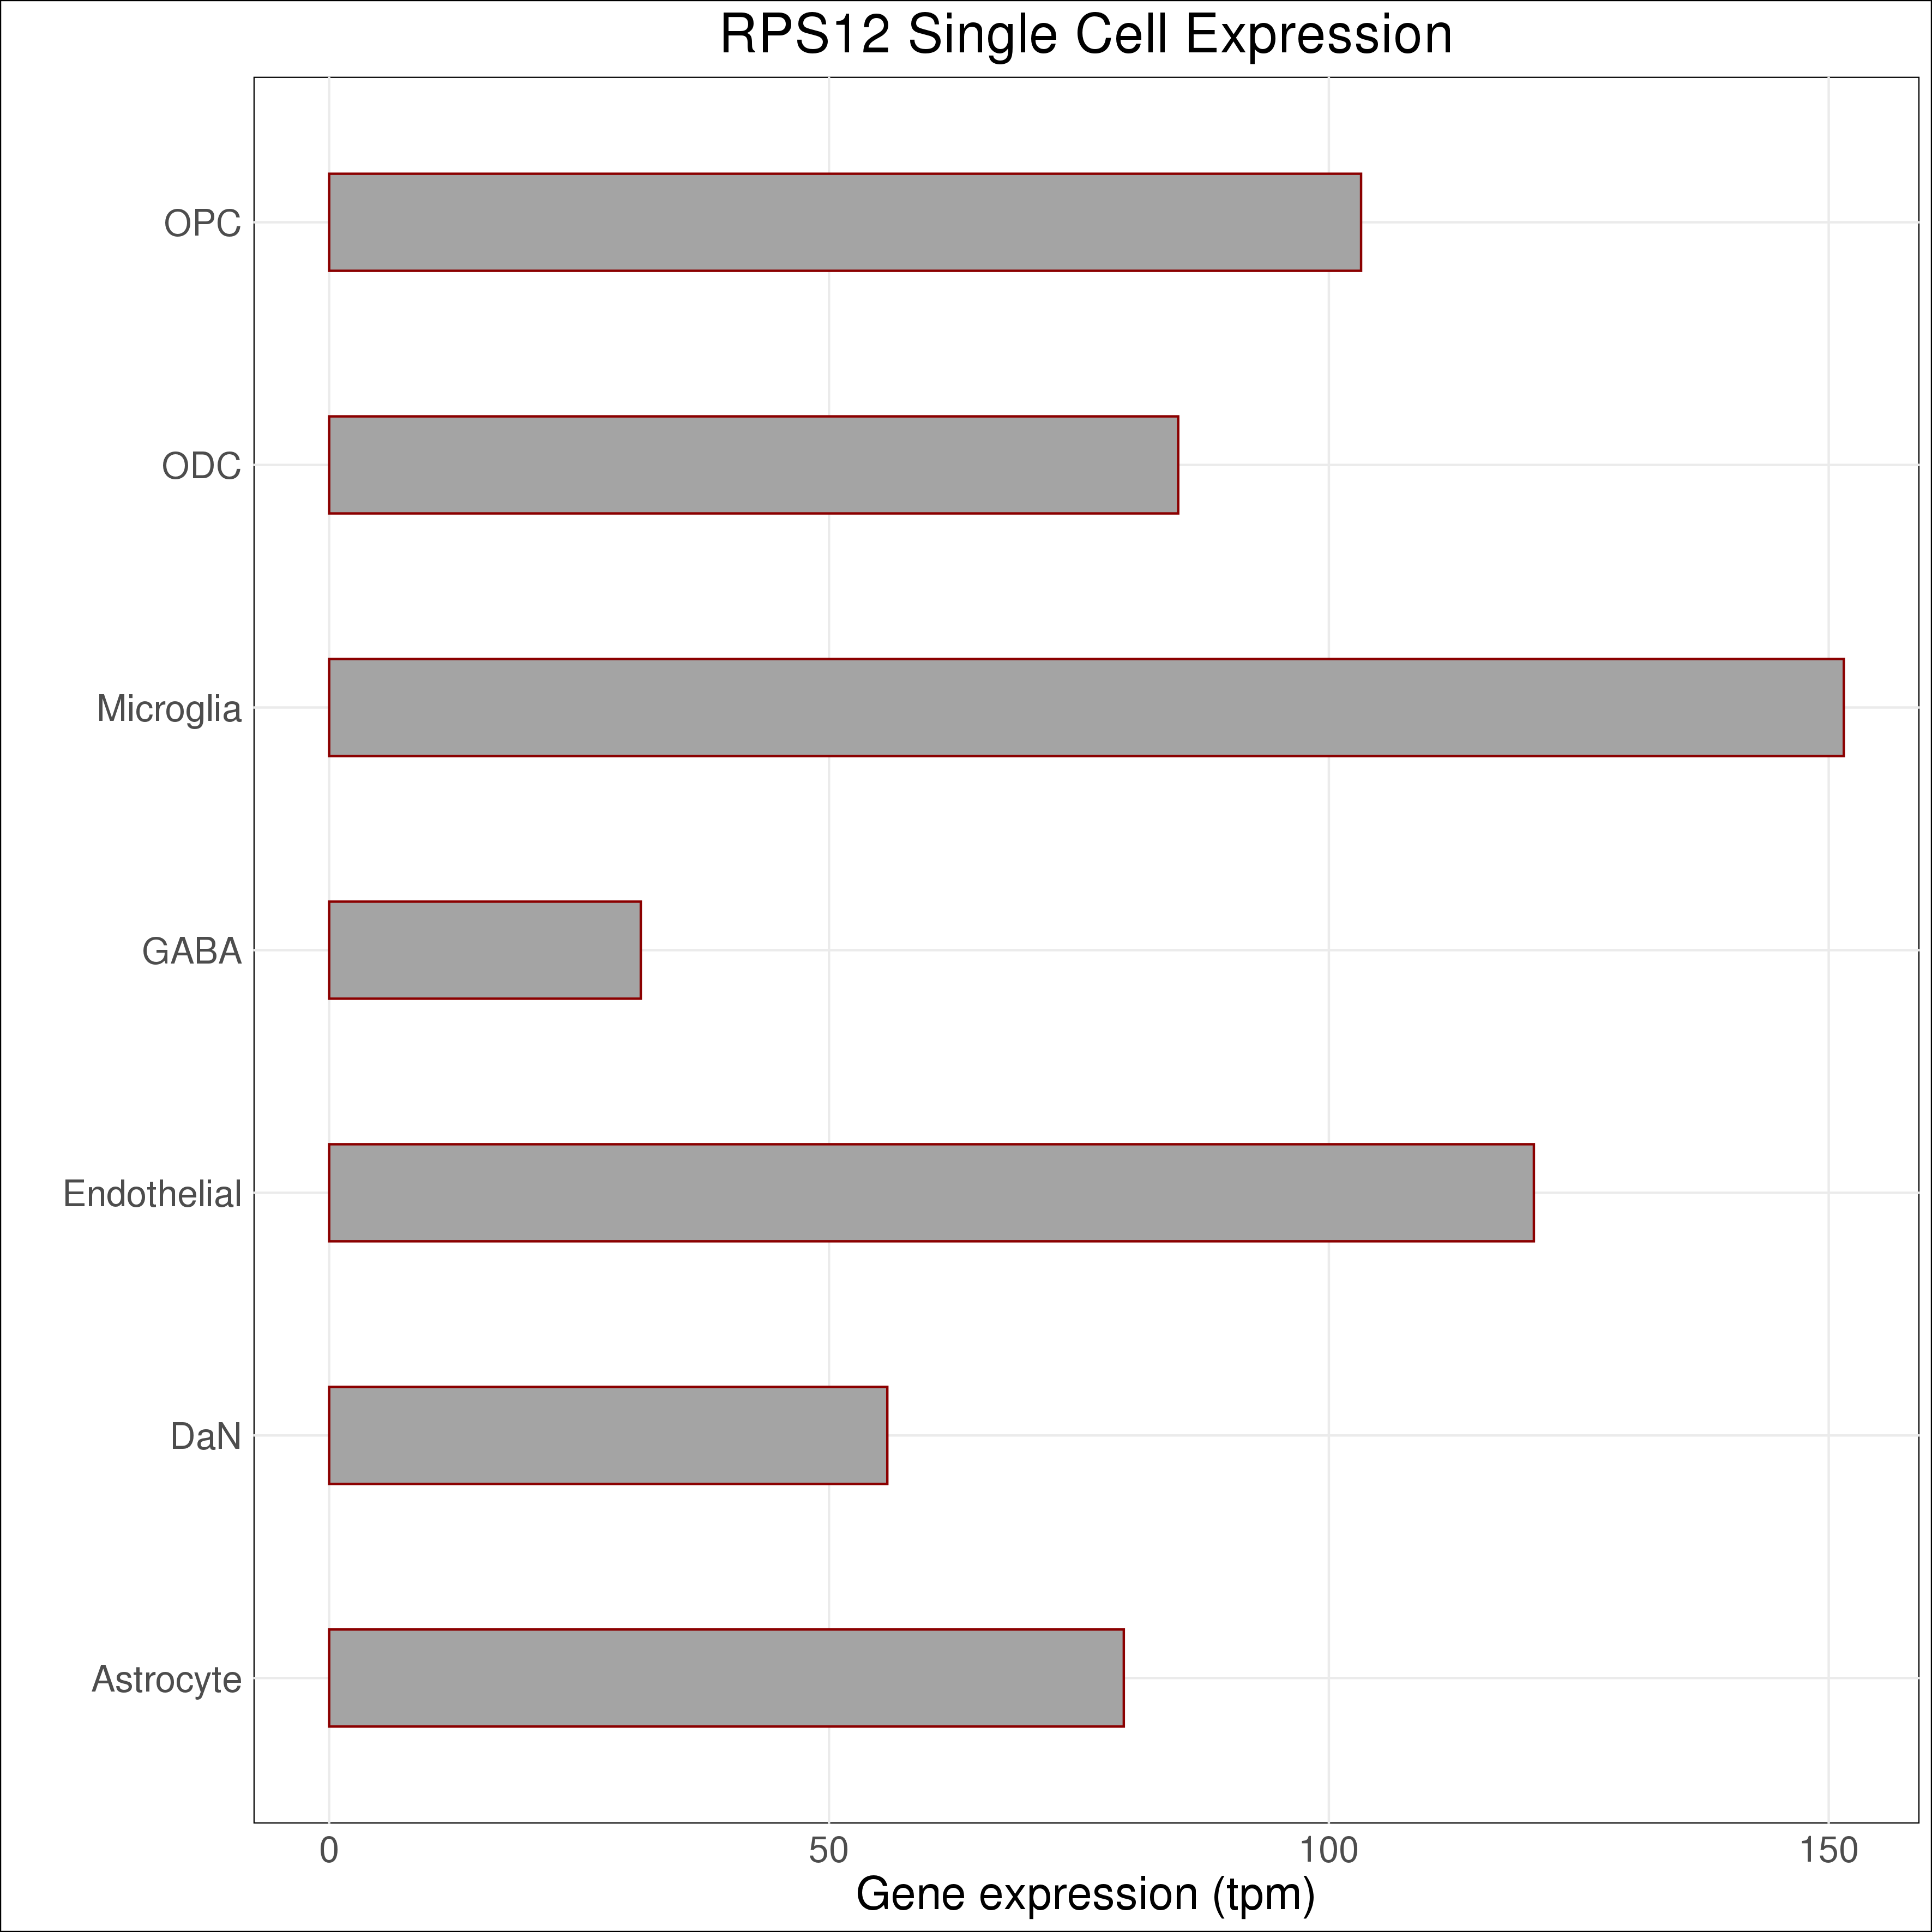 RPS12 Single Cell Expression
OPC
ODC
Microglia
GABA
Endothelial
DaN
Astrocyte
0 50 100 150
Gene expression (tpm)